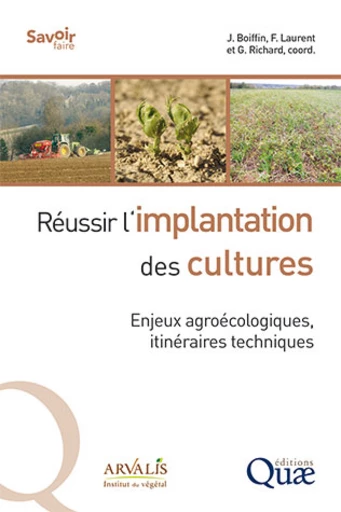 Savoir
faire
J. Boiffin, F. Laurent
et G. Richard, coord.
Réussir l'implantation
des cultures
Enjeux agroécologiques,
itinéraires techniques
ARVALIS
Institut du végétal
éditions
Quæ